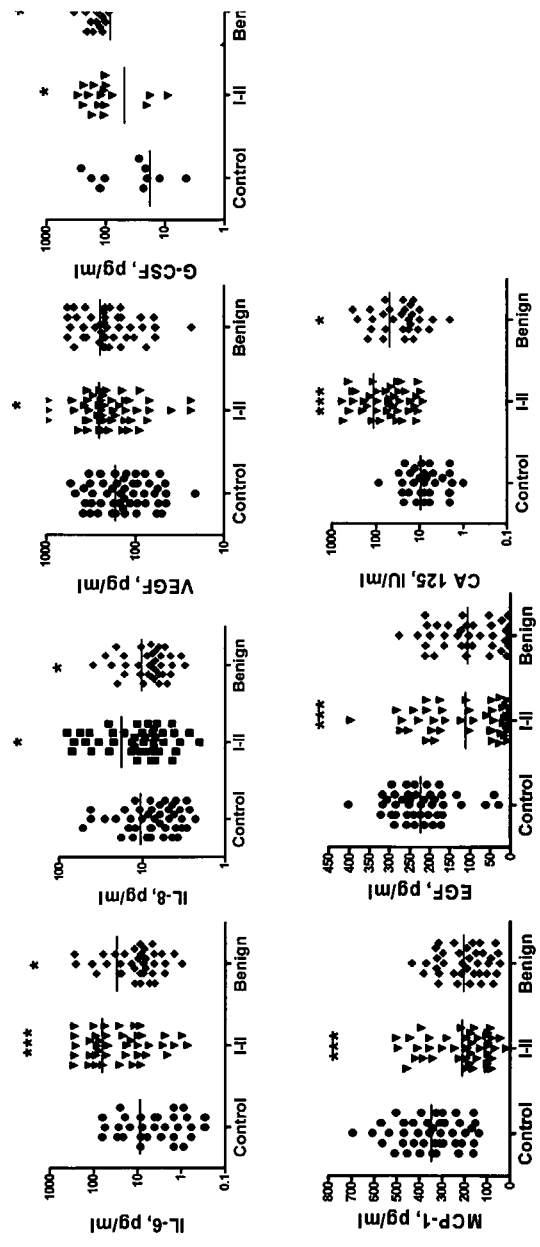 IL-6, pg/ml
1000
100
10
1
0.1
***
*
Control
I-II
Benign
IL-8, pg/ml
100
10
1
*
*
Control
I-II
Benign
VEGF, pg/ml
1000
100
10
*
Control
I-II
Benign
G-CSF, pg/ml
1000
100
10
1
*
Control
I-II
Ben
MCP-1, pg/ml
800
700
600
500
400
300
200
100
0
***
Control
I-II
Benign
EGF, pg/ml
450
400
350
300
250
200
150
100
50
0
***
Control
I-II
Benign
CA 125, IU/ml
1000
100
10
1
0.1
***
*
Control
I-II
Benign